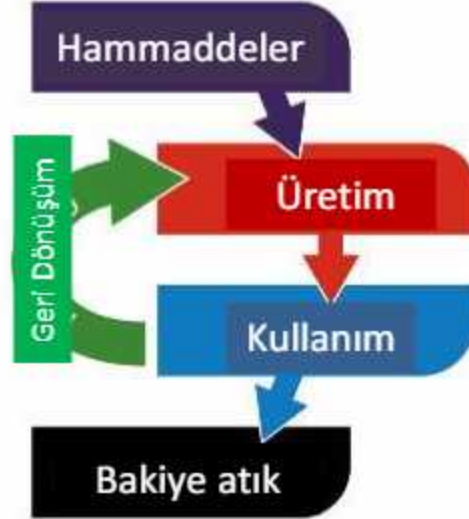 Hammaddeler
Üretim
Geri Dönüşüm
Kullanım
Bakiye atık